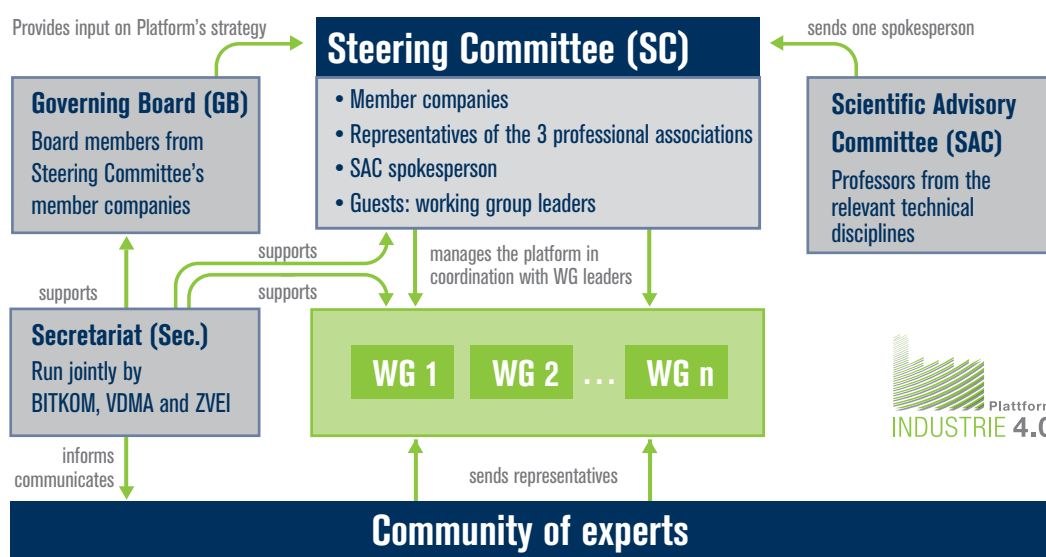 Provides input on Platform's strategy
Steering Committee (SC)
sends one spokesperson
Governing Board (GB)
Board members from
Steering Committee's
member companies
• Member companies
• Representatives of the 3 professional associations
• SAC spokesperson
• Guests: working group leaders
Scientific Advisory
Committee (SAC)
Professors from the
relevant technical
disciplines
supports
supports
supports
manages the platform in
coordination with WG leaders
Secretariat (Sec.)
Run jointly by
BITKOM, VDMA and ZVEI
WG 1
WG 2
...
WG n
Plattform
INDUSTRIE 4.0
informs
communicates
sends representatives
Community of experts